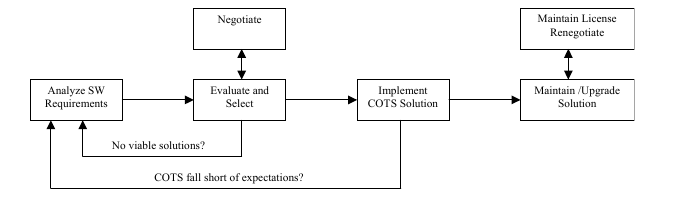 Negotiate
Maintain License
Renegotiate
Analyze SW
Requirements
Evaluate and
Select
Implement
COTS Solution
Maintain /Upgrade
Solution
No viable solutions?
COTS fall short of expectations?